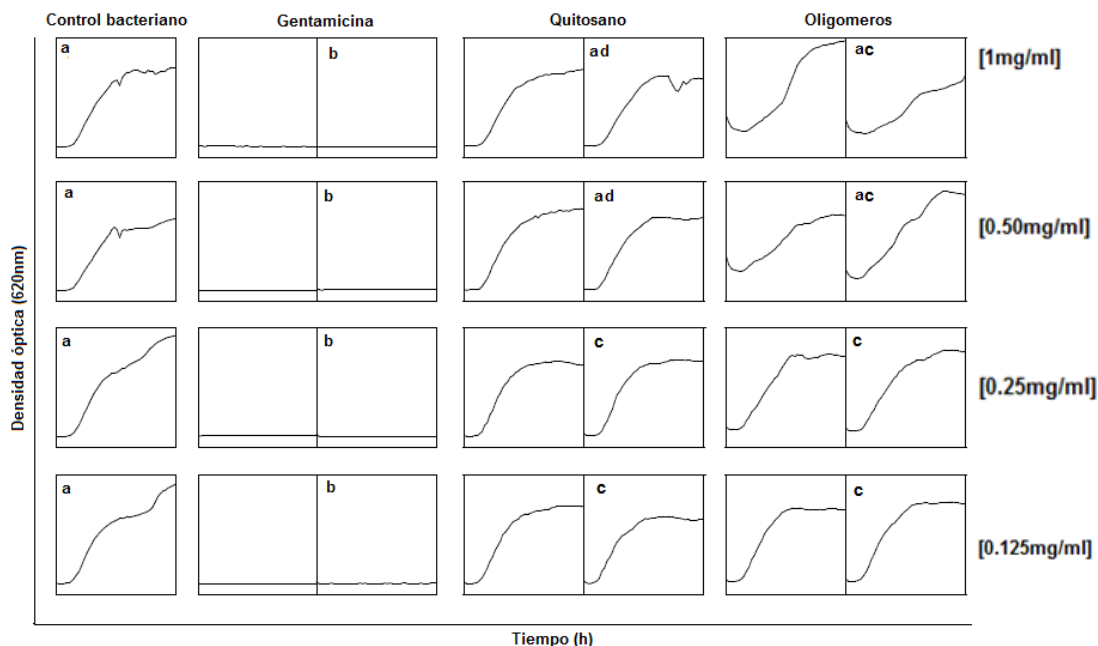 Control bacteriano Gentamicina Quitosano Oligomeros
a b ad ac [1mg/ml]
a b ad ac [0.50mg/ml]
a b c c [0.25mg/ml]
a b c c [0.125mg/ml]
Densidad óptica (620nm)
Tiempo (h)